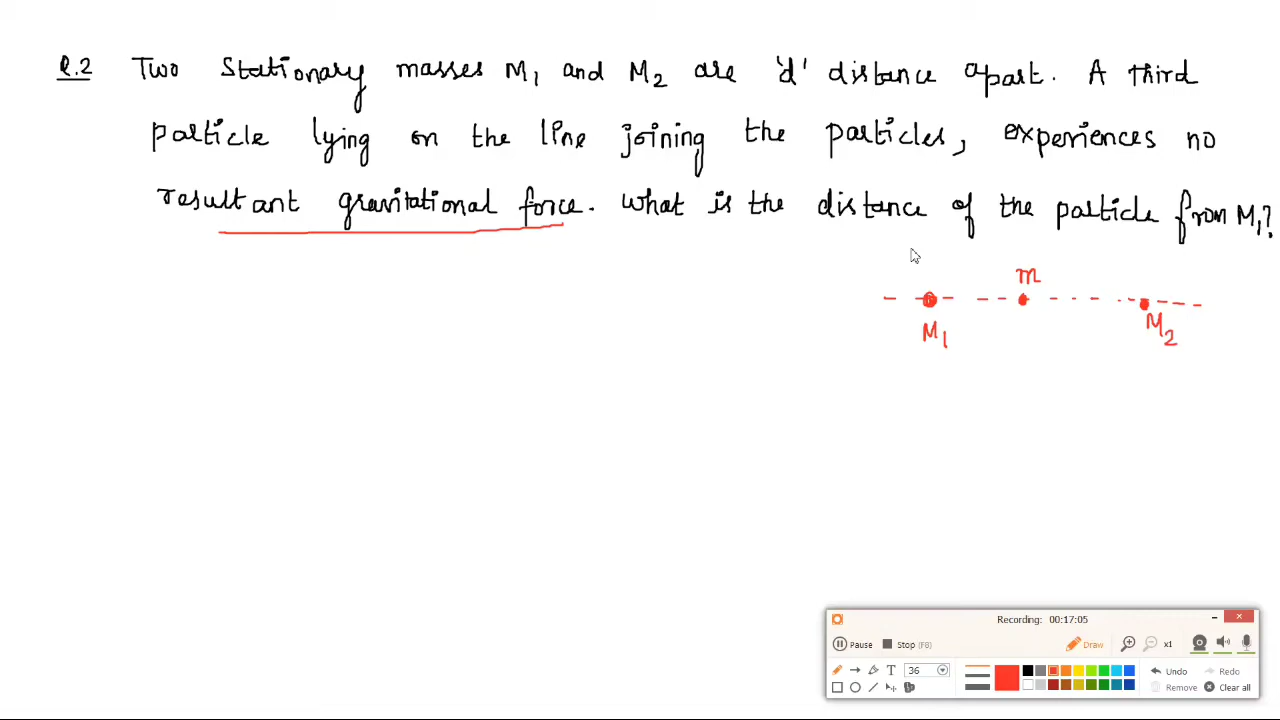 Q.2 Two Stationary masses M1 and M2 are 'd' distance apart. A third
particle lying on the line joining the particles, experiences no
resultant gravitational force. What is the distance of the particle from M1?
m
M1
M2
Recording: 00:17:05
Pause Stop (F8) Draw x1
T 36 Undo Redo
Remove Clear all